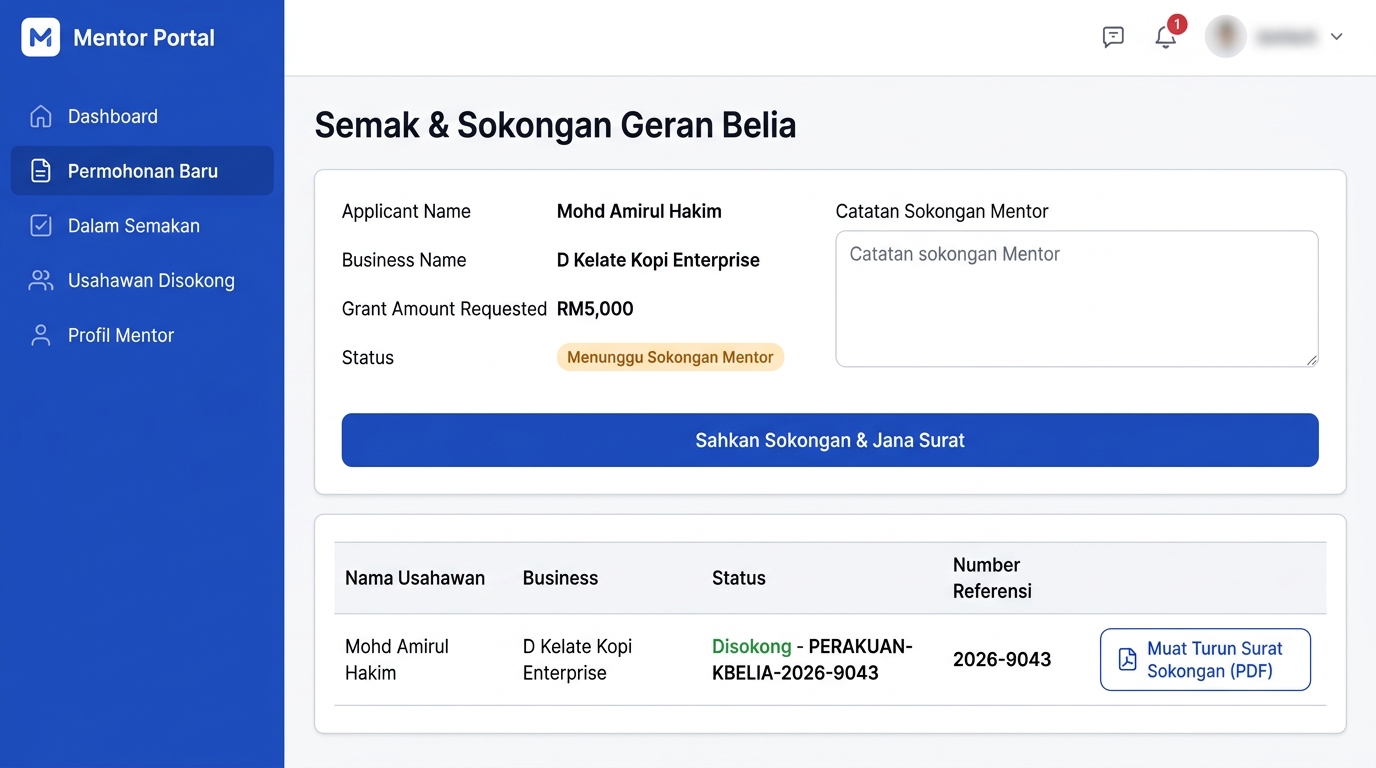 Mentor Portal
1
Dashboard
Permohonan Baru
Dalam Semakan
Usahawan Disokong
Profil Mentor
Semak & Sokongan Geran Belia
Applicant Name Mohd Amirul Hakim
Business Name D Kelate Kopi Enterprise
Grant Amount Requested RM5,000
Status Menunggu Sokongan Mentor
Catatan Sokongan Mentor
Catatan sokongan Mentor
Sahkan Sokongan & Jana Surat
Nama Usahawan
Business
Status
Number
Referensi
Mohd Amirul
Hakim
D Kelate Kopi
Enterprise
Disokong - PERAKUAN-
KBELIA-2026-9043
2026-9043
Muat Turun Surat
Sokongan (PDF)